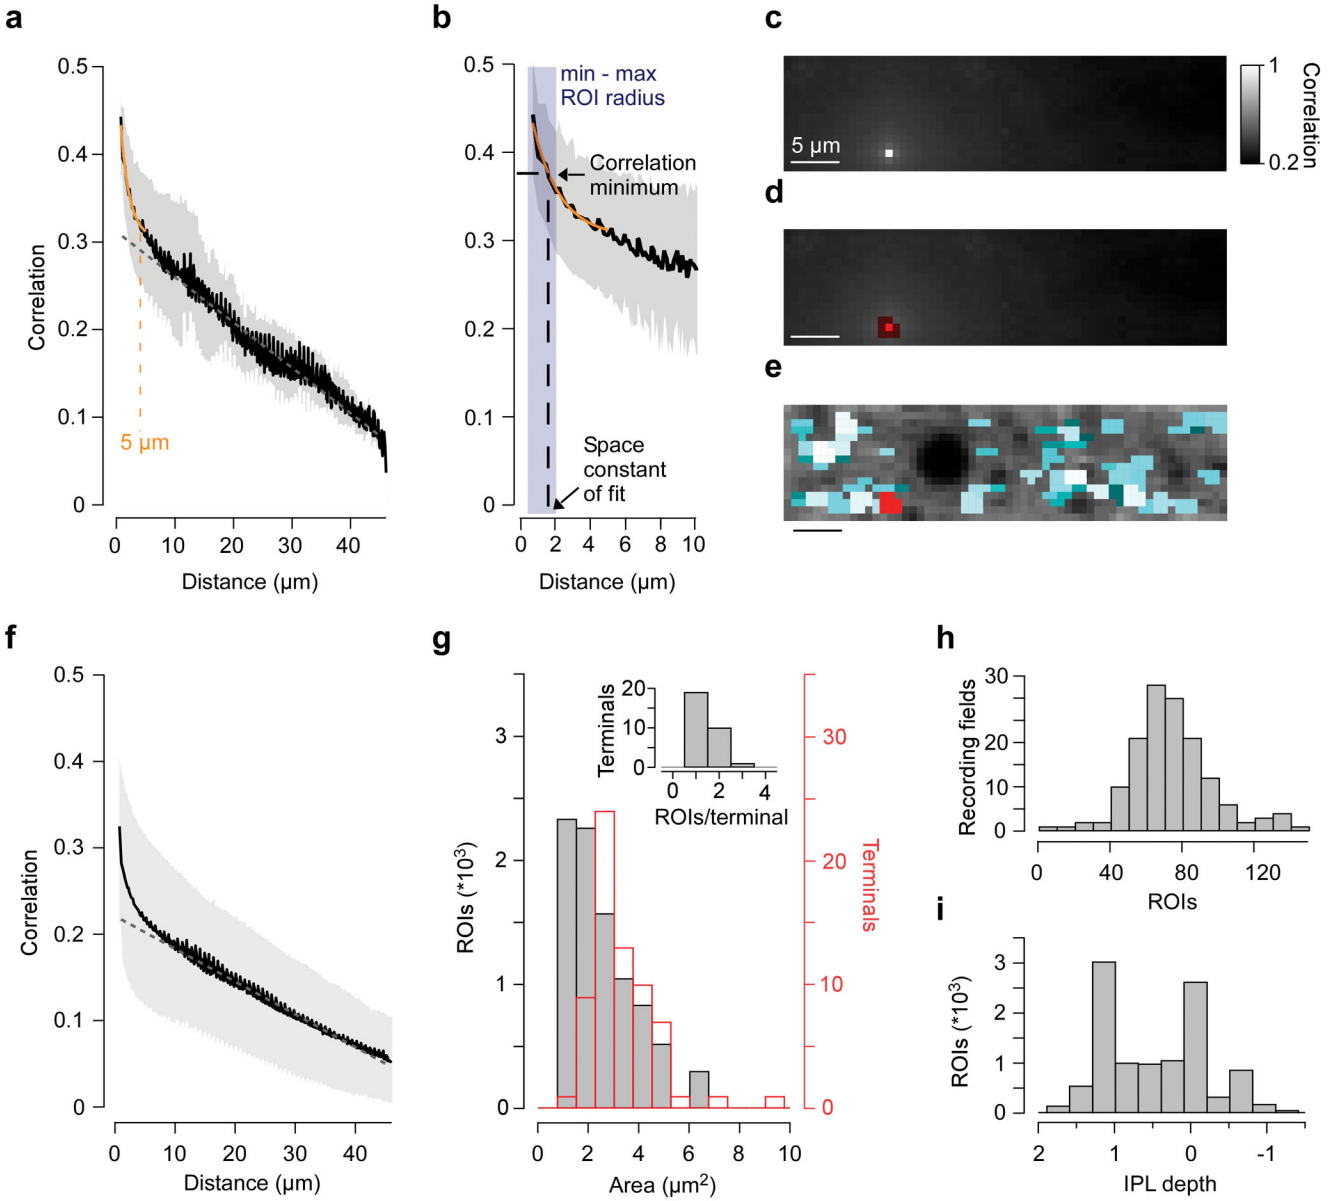 a
0.5
0.4
0.3
0.2
0.1
0
Correlation
5 µm
0 10 20 30 40
Distance (µm)
b
0.5
0.4
0.3
0.2
0.1
0
min - max
ROI radius
Correlation
minimum
Space
constant
of fit
0 2 4 6 8 10
Distance (µm)
c
5 µm
1
0.2
Correlation
d
e
f
0.5
0.4
0.3
0.2
0.1
0
Correlation
0 10 20 30 40
Distance (µm)
g
3
2
1
0
ROIs (*10³)
20
10
0
Terminals
0 2 4
ROIs/terminal
30
20
10
0
Terminals
0 2 4 6 8 10
Area (µm²)
h
30
20
10
0
Recording fields
0 40 80 120
ROIs
i
3
2
1
0
ROIs (*10³)
2 1 0 -1
IPL depth